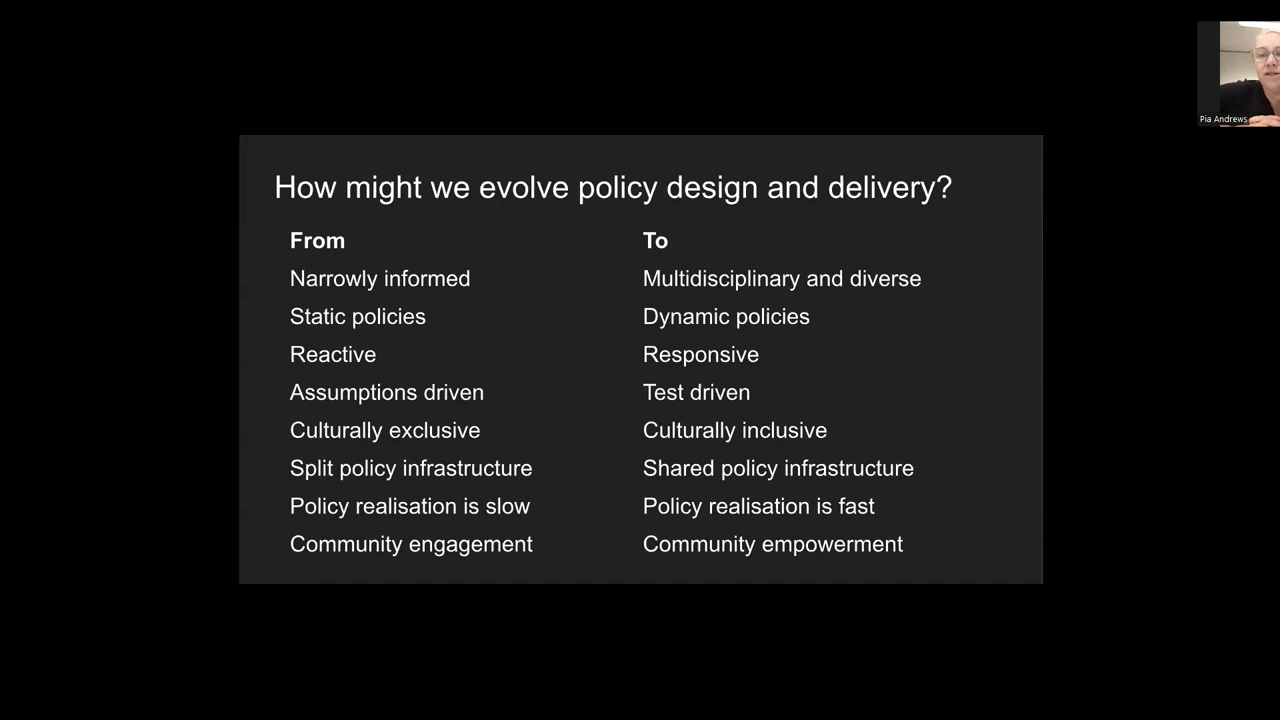 How might we evolve policy design and delivery?
From To
Narrowly informed Multidisciplinary and diverse
Static policies Dynamic policies
Reactive Responsive
Assumptions driven Test driven
Culturally exclusive Culturally inclusive
Split policy infrastructure Shared policy infrastructure
Policy realisation is slow Policy realisation is fast
Community engagement Community empowerment
Pia Andrews